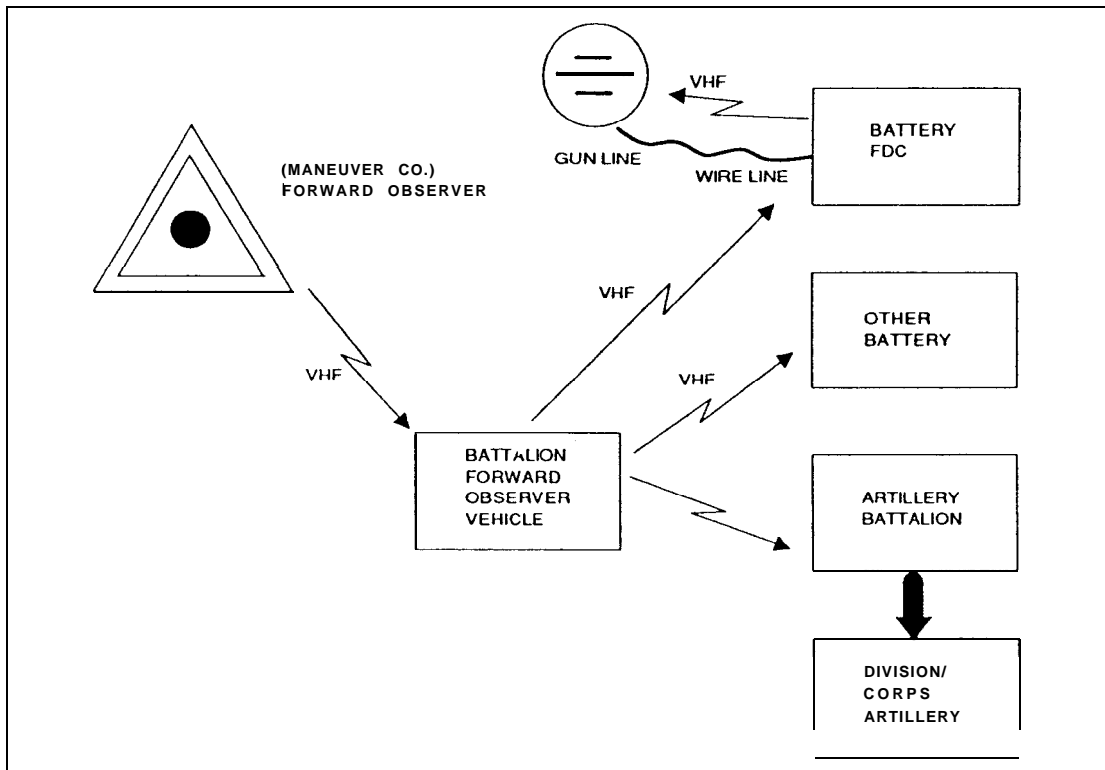 VHF
GUN LINE
WIRE LINE
BATTERY
FDC
(MANEUVER CO.)
FORWARD OBSERVER
VHF
VHF
OTHER
BATTERY
VHF
BATTALION
FORWARD
OBSERVER
VEHICLE
ARTILLERY
BATTALION
DIVISION/
CORPS
ARTILLERY